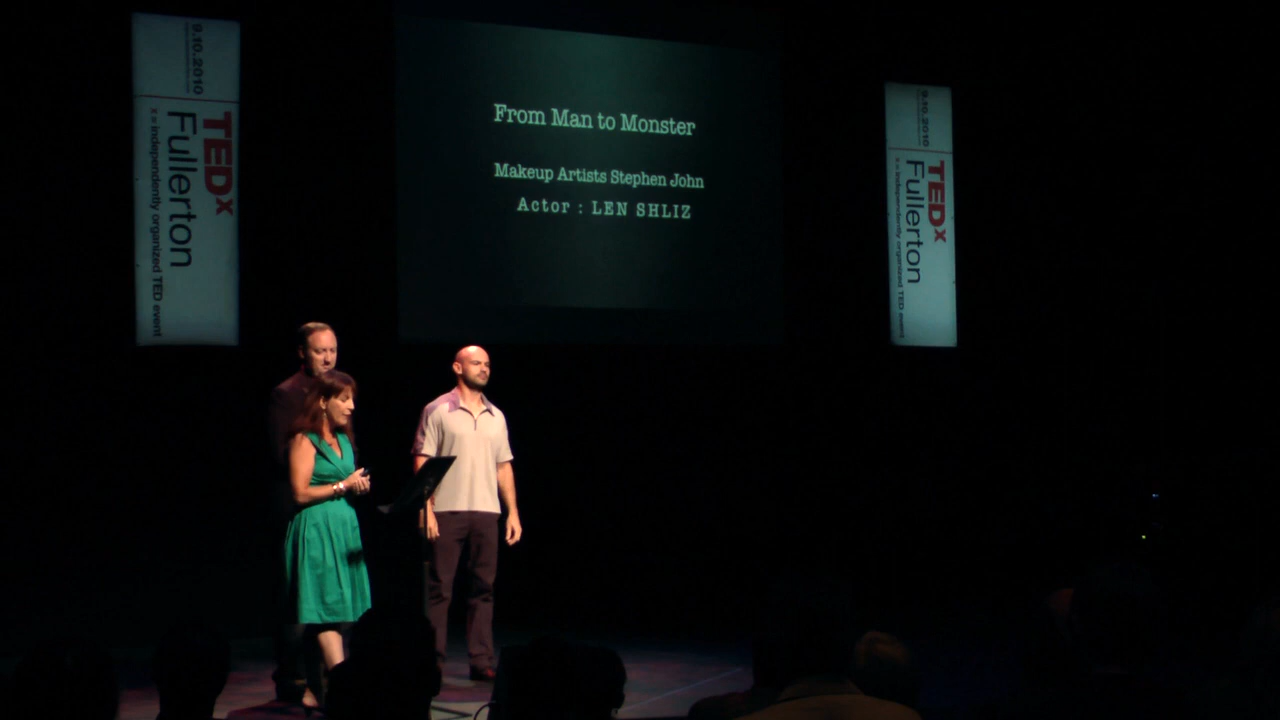 9.10.2010
TEDx
Fullerton
x = independently organized TED event
From Man to Monster
Makeup Artists Stephen John
Actor : LEN SHLIZ
9.10.2010
TEDx
Fullerton
x = independently organized TED event